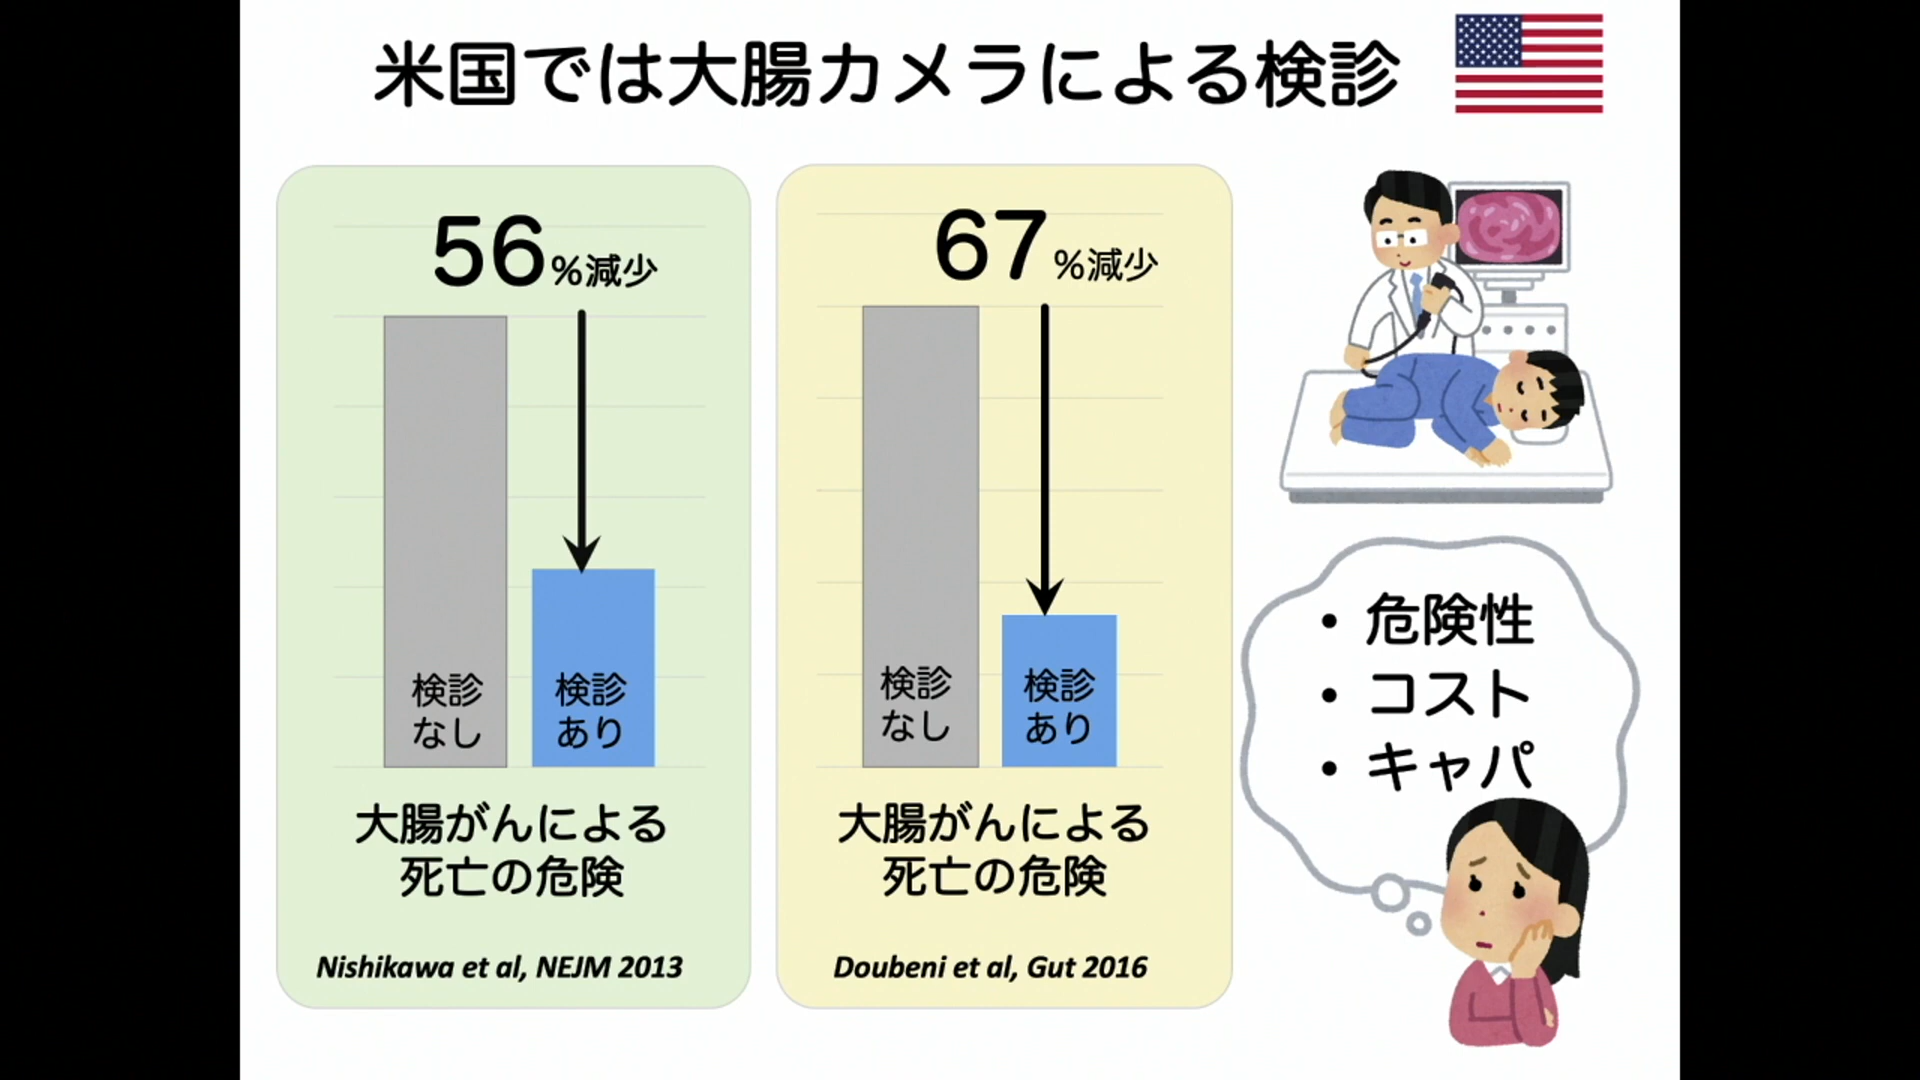 米国では大腸カメラによる検診
56%減少
検診
なし
検診
あり
大腸がんによる
死亡の危険
Nishikawa et al, NEJM 2013
67%減少
検診
なし
検診
あり
大腸がんによる
死亡の危険
Doubeni et al, Gut 2016
• 危険性
• コスト
• キャパ